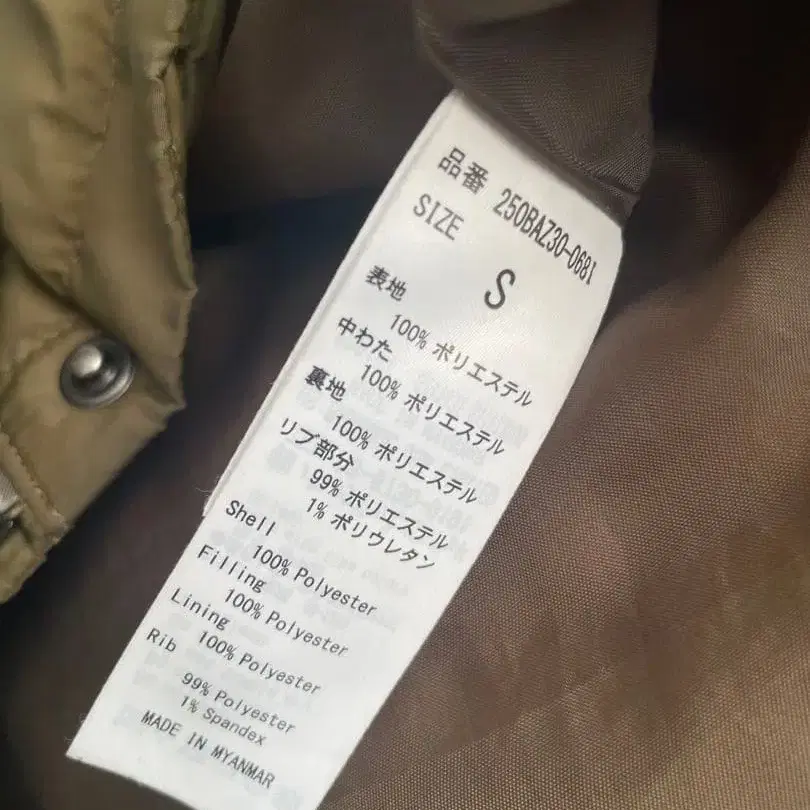 品番 250BAZ30-0681
SIZE
S
表地
100% ポリエステル
中わた
100% ポリエステル
裏地
100% ポリエステル
リブ部分
99% ポリエステル
1% ポリウレタン
Shell
100% Polyester
Filling
100% Polyester
Lining
100% Polyester
Rib
99% Polyester
1% Spandex
MADE IN MYANMAR